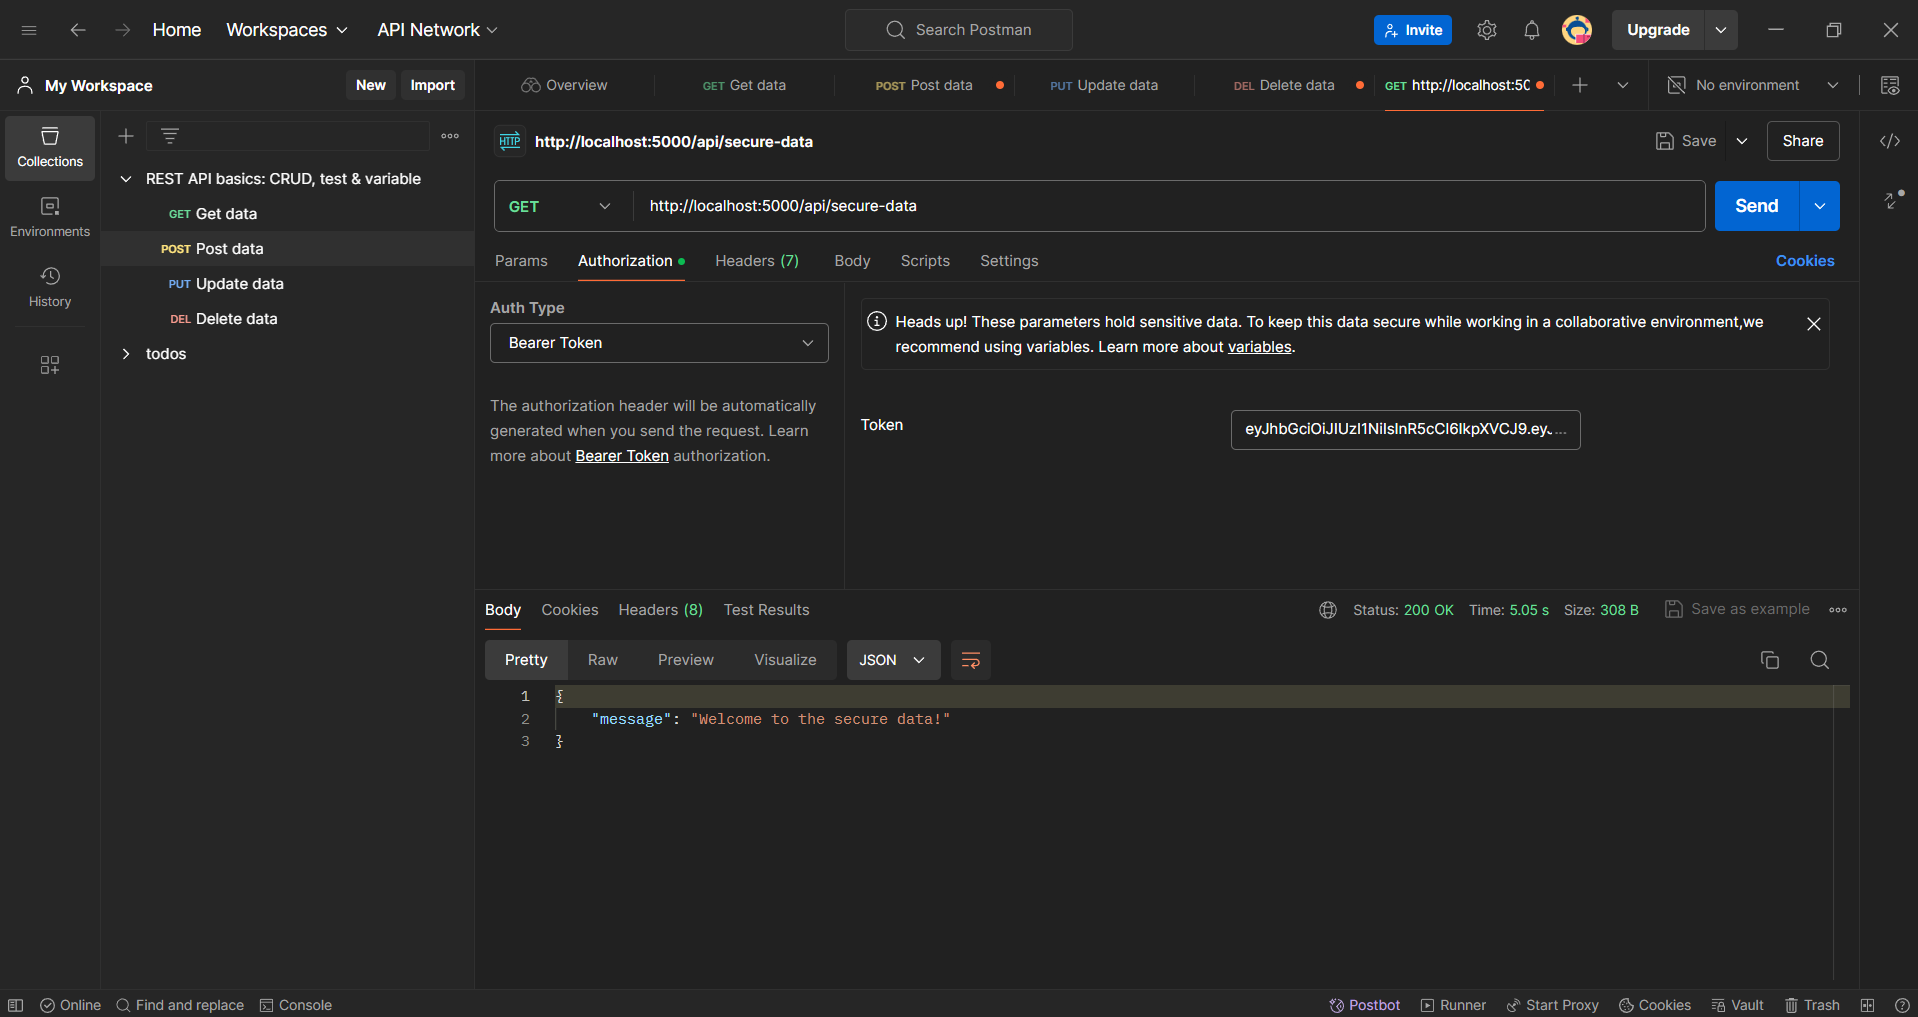 Home
Workspaces
API Network
Search Postman
Invite
Upgrade
My Workspace
New
Import
Overview
GET Get data
POST Post data
PUT Update data
DEL Delete data
GET http://localhost:50
No environment
Collections
Environments
History
REST API basics: CRUD, test & variable
GET Get data
POST Post data
PUT Update data
DEL Delete data
todos
HTTP
http://localhost:5000/api/secure-data
Save
Share
GET
http://localhost:5000/api/secure-data
Send
Params
Authorization
Headers (7)
Body
Scripts
Settings
Cookies
Auth Type
Bearer Token
The authorization header will be automatically
generated when you send the request. Learn
more about Bearer Token authorization.
Heads up! These parameters hold sensitive data. To keep this data secure while working in a collaborative environment,we
recommend using variables. Learn more about variables.
Token
eyJhbGciOiJIUzI1NiIsInR5cCI6IkpXVCJ9.eyJ...
Body
Cookies
Headers (8)
Test Results
Status: 200 OK
Time: 5.05 s
Size: 308 B
Save as example
Pretty
Raw
Preview
Visualize
JSON
1 {
2 "message": "Welcome to the secure data!"
3 }
Online
Find and replace
Console
Postbot
Runner
Start Proxy
Cookies
Vault
Trash